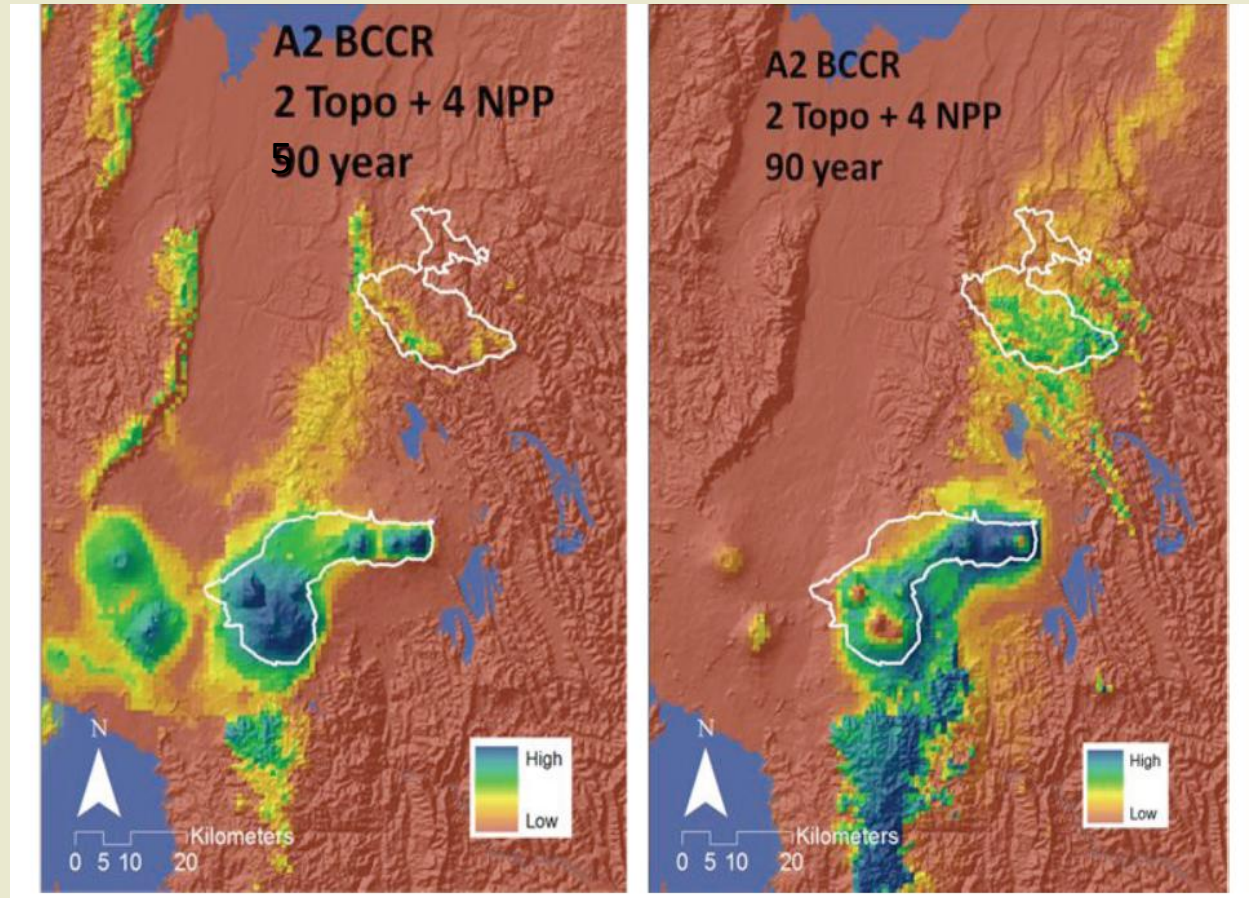 A2 BCCR
2 Topo + 4 NPP
50 year
N
High
Low
Kilometers
0 5 10 20
A2 BCCR
2 Topo + 4 NPP
90 year
N
High
Low
Kilometers
0 5 10 20